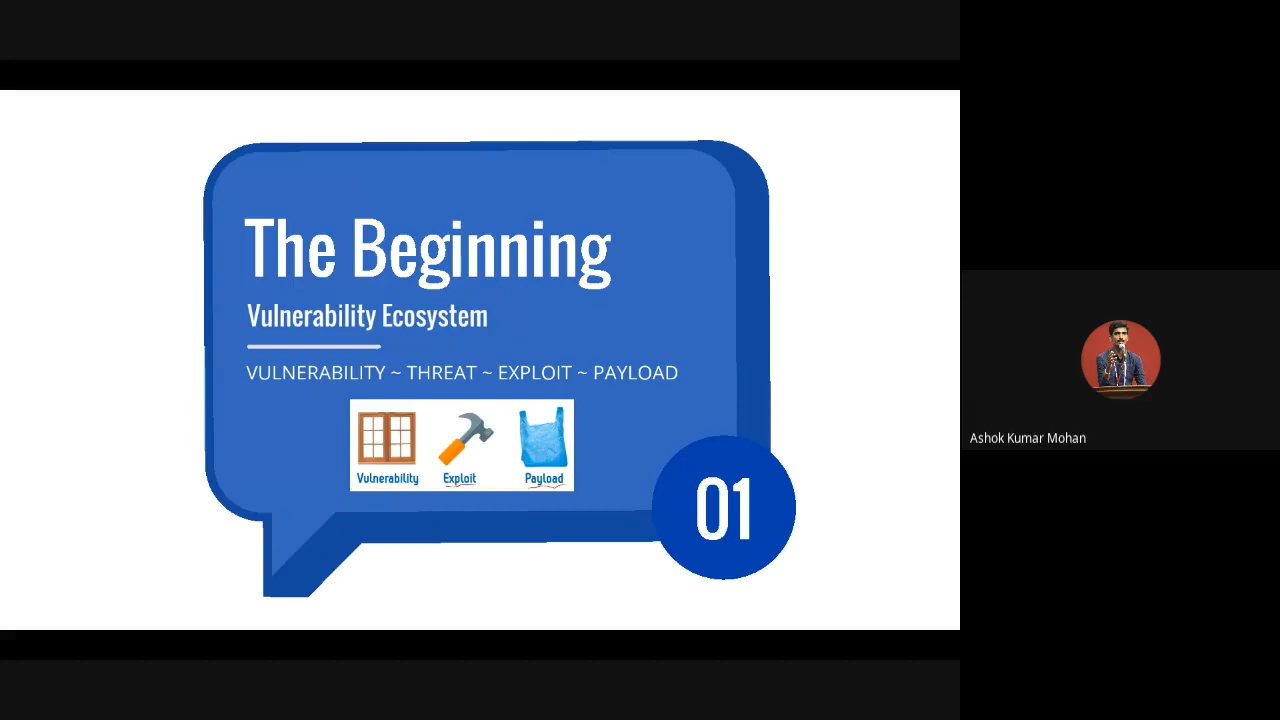 The Beginning
Vulnerability Ecosystem
VULNERABILITY ~ THREAT ~ EXPLOIT ~ PAYLOAD
Vulnerability Exploit Payload
01
Ashok Kumar Mohan